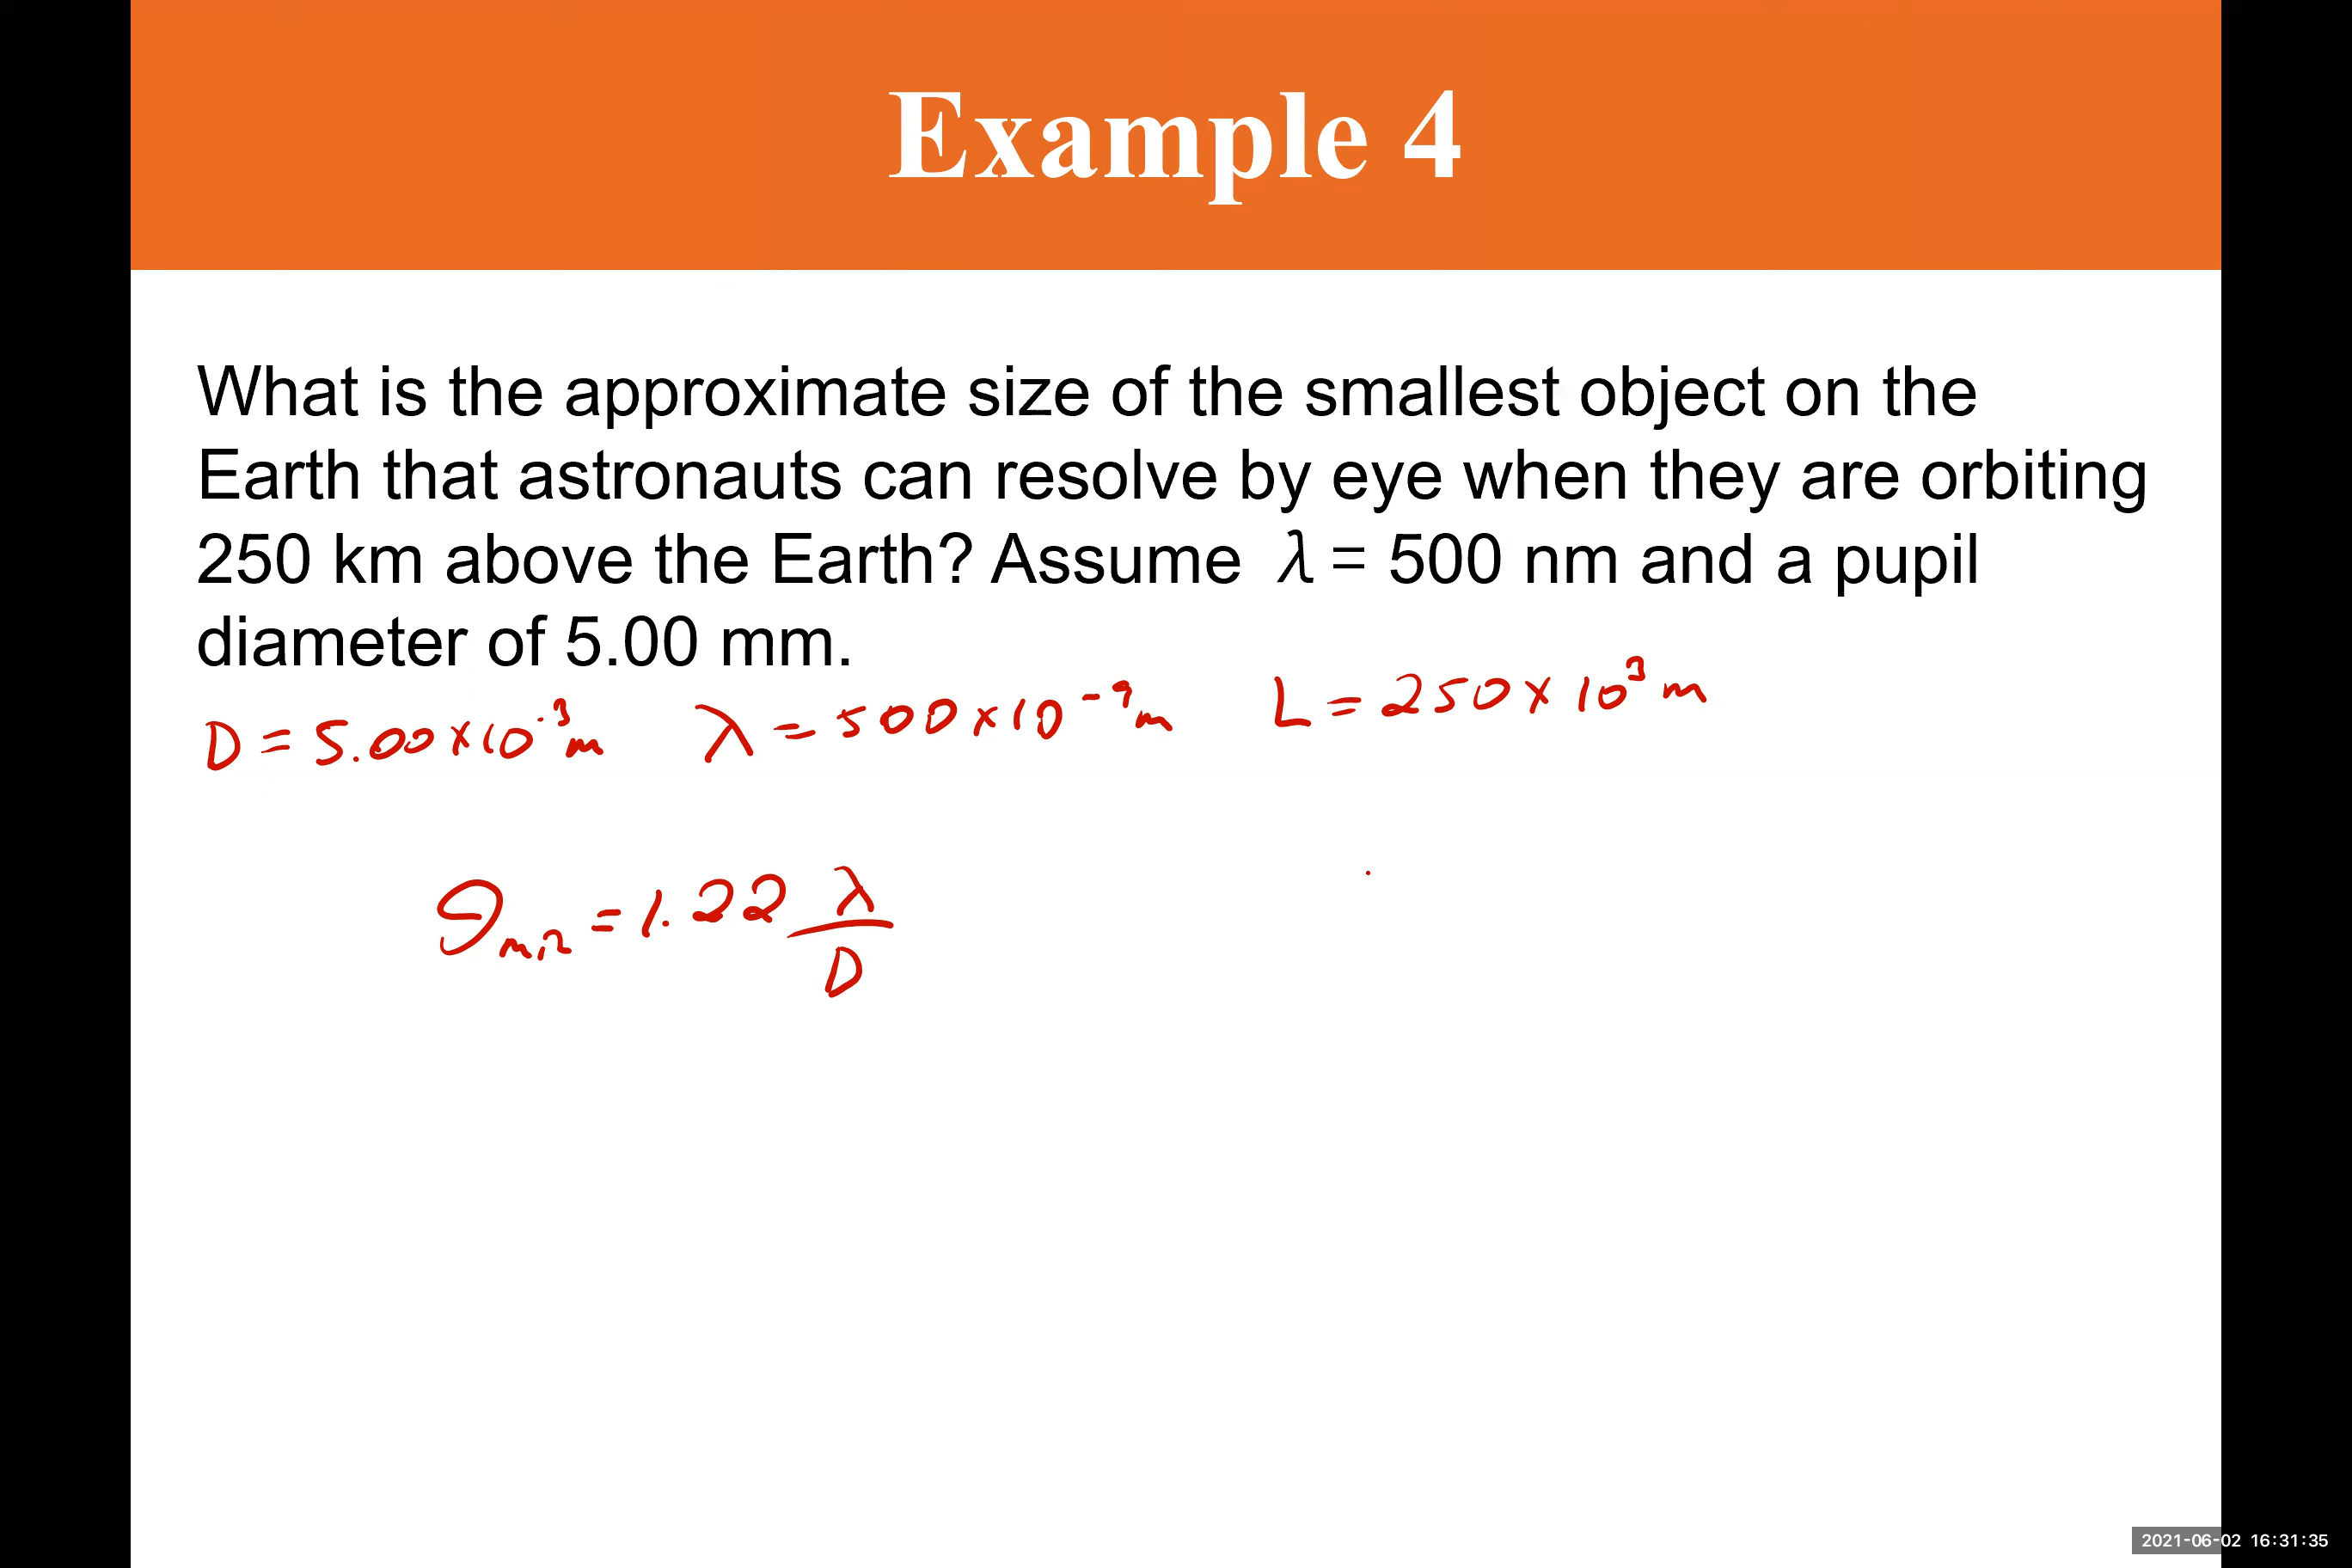 Example 4
What is the approximate size of the smallest object on the
Earth that astronauts can resolve by eye when they are orbiting
250 km above the Earth? Assume λ = 500 nm and a pupil
diameter of 5.00 mm.
D = 5.00 × 10⁻³ m λ = 500 × 10⁻⁹ m L = 250 × 10³ m
θ_min = 1.22 λ/D
2021-06-02 16:31:35